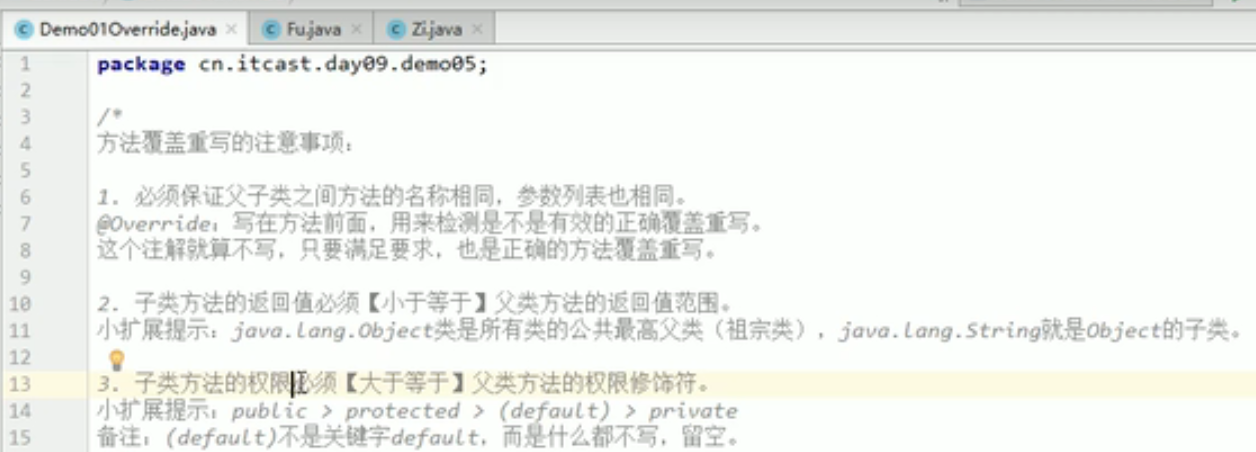 Demo01Override.java × Fu.java × Zi.java ×
1 package cn.itcast.day09.demo05;
2
3 /*
4 方法覆盖重写的注意事项：
5
6 1. 必须保证父子类之间方法的名称相同，参数列表也相同。
7 @Override：写在方法前面，用来检测是不是有效的正确覆盖重写。
8 这个注解就算不写，只要满足要求，也是正确的方法覆盖重写。
9
10 2. 子类方法的返回值必须【小于等于】父类方法的返回值范围。
11 小扩展提示：java.lang.Object类是所有类的公共最高父类（祖宗类），java.lang.String就是Object的子类。
12
13 3. 子类方法的权限必须【大于等于】父类方法的权限修饰符。
14 小扩展提示：public > protected > (default) > private
15 备注：(default)不是关键字default，而是什么都不写，留空。